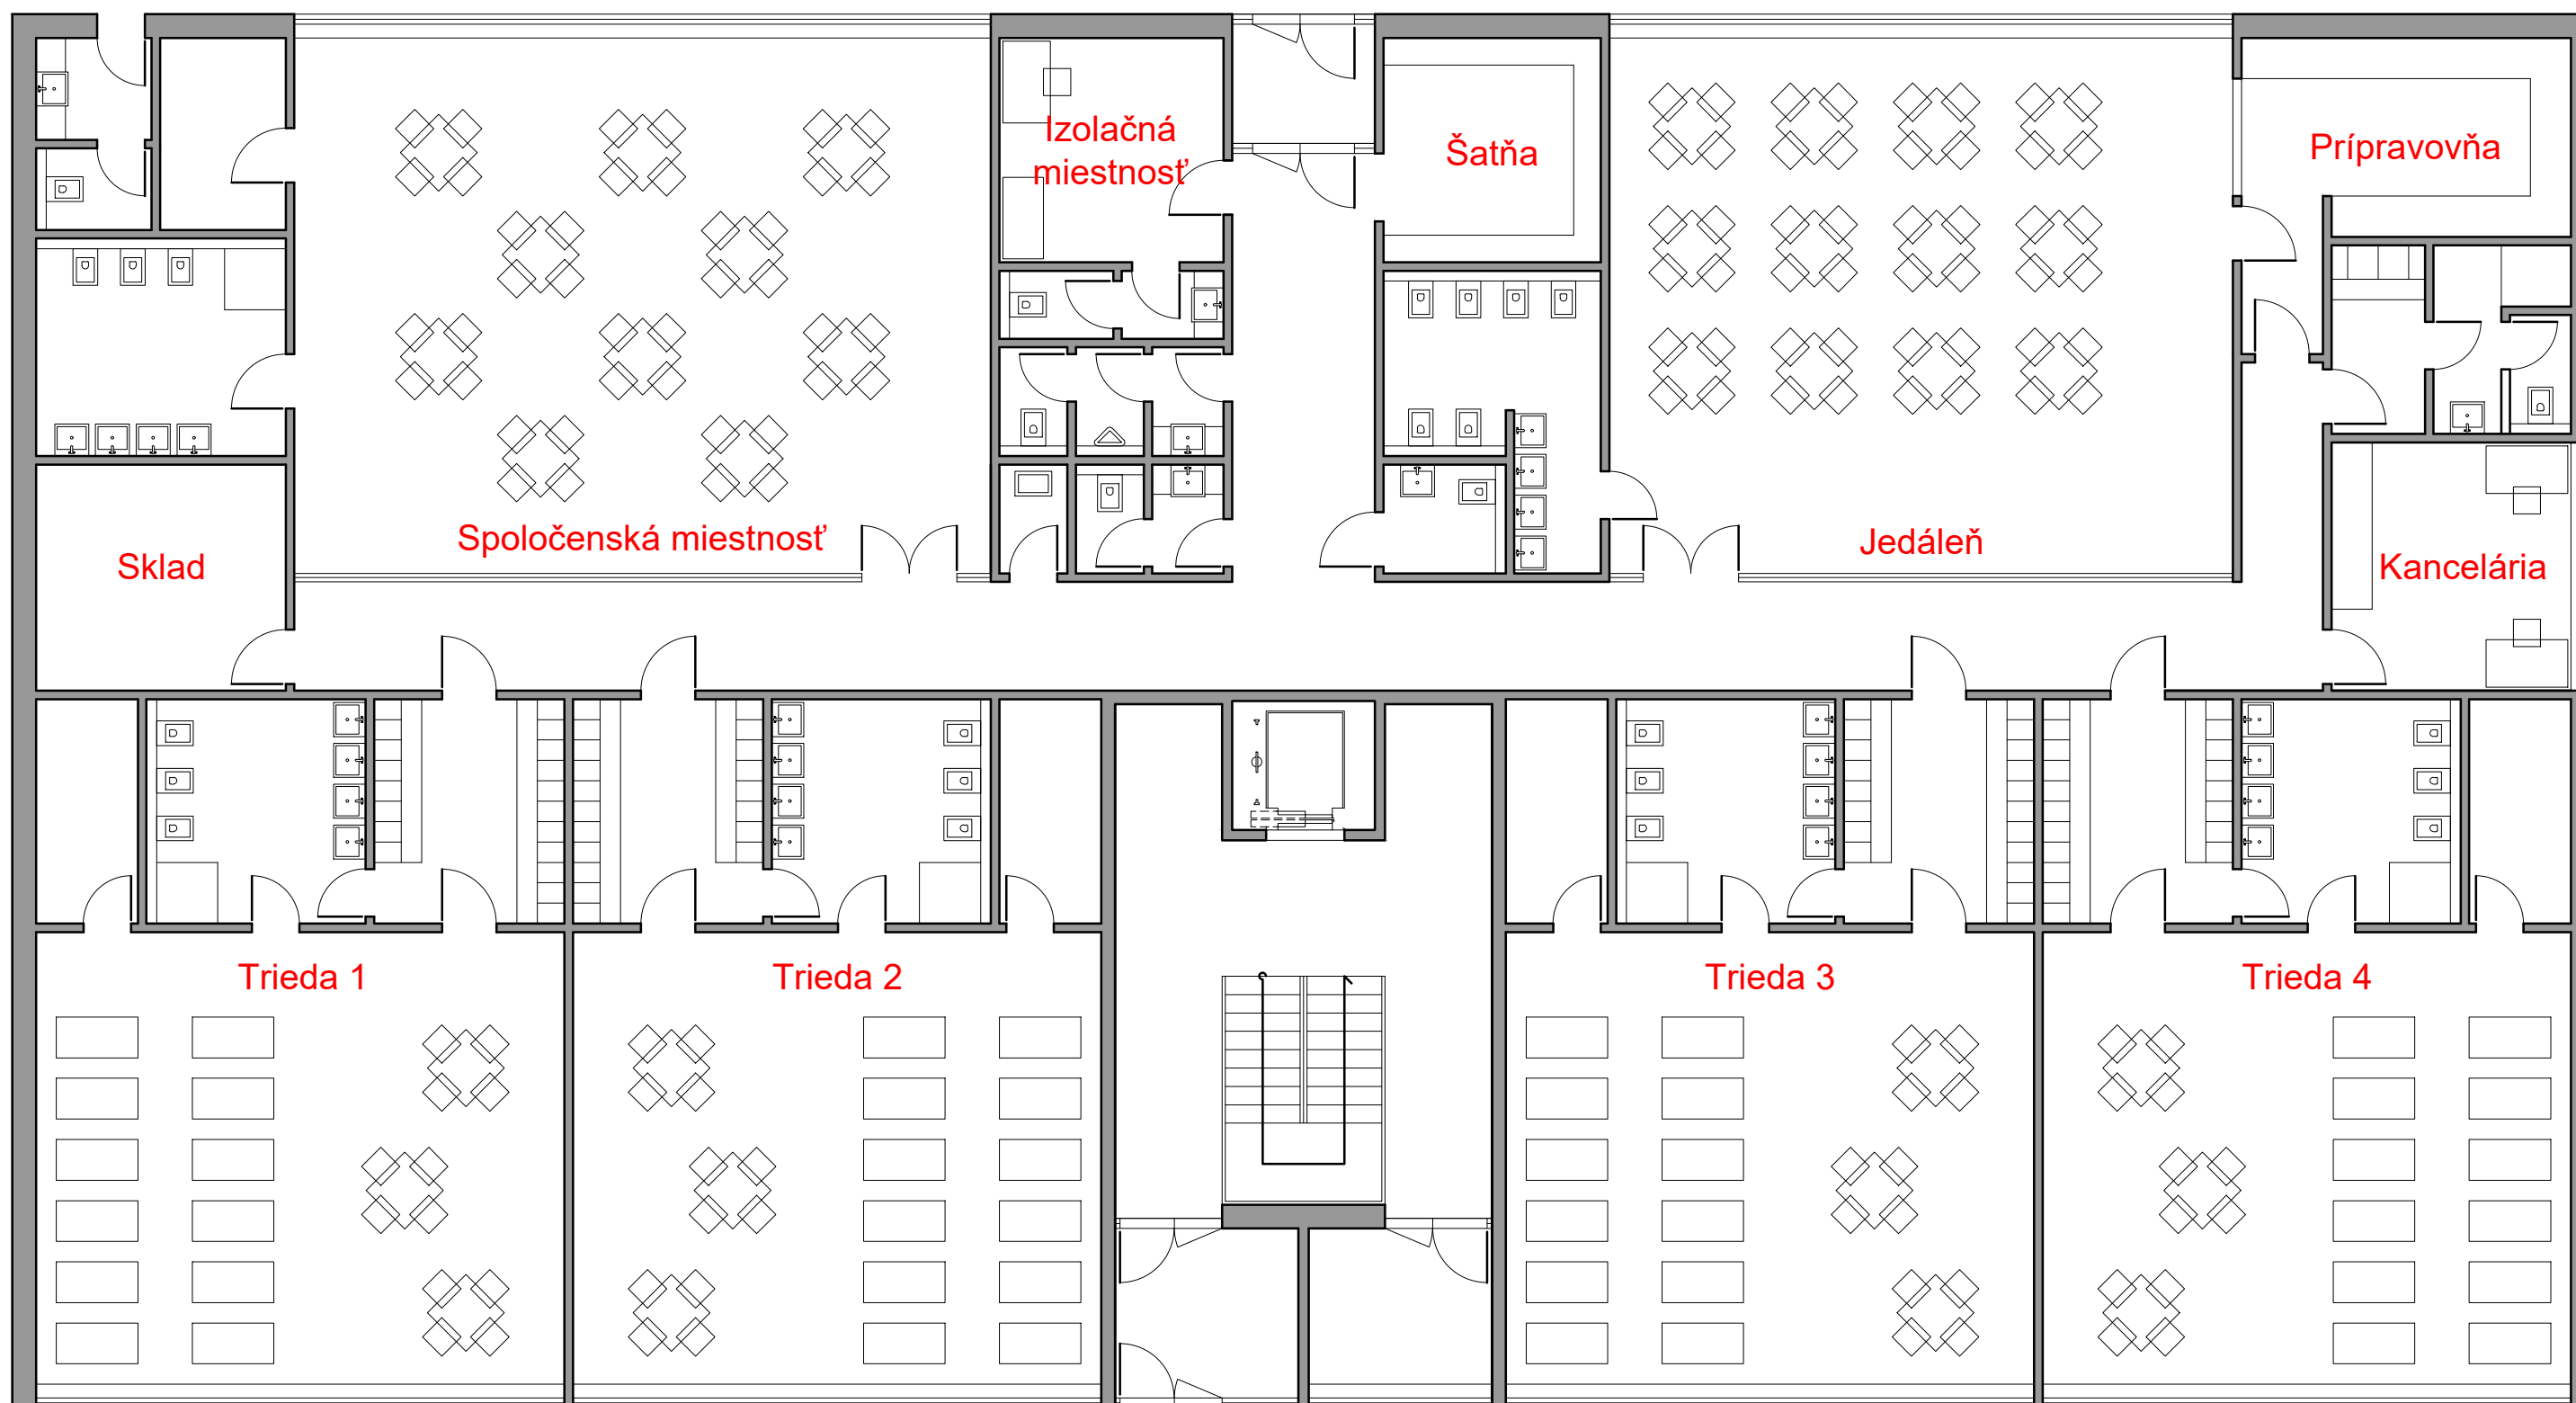 Izolačná
miestnosť
Šatňa
Prípravovňa
Spoločenská miestnosť
Jedáleň
Sklad
Kancelária
Trieda 1
Trieda 2
Trieda 3
Trieda 4